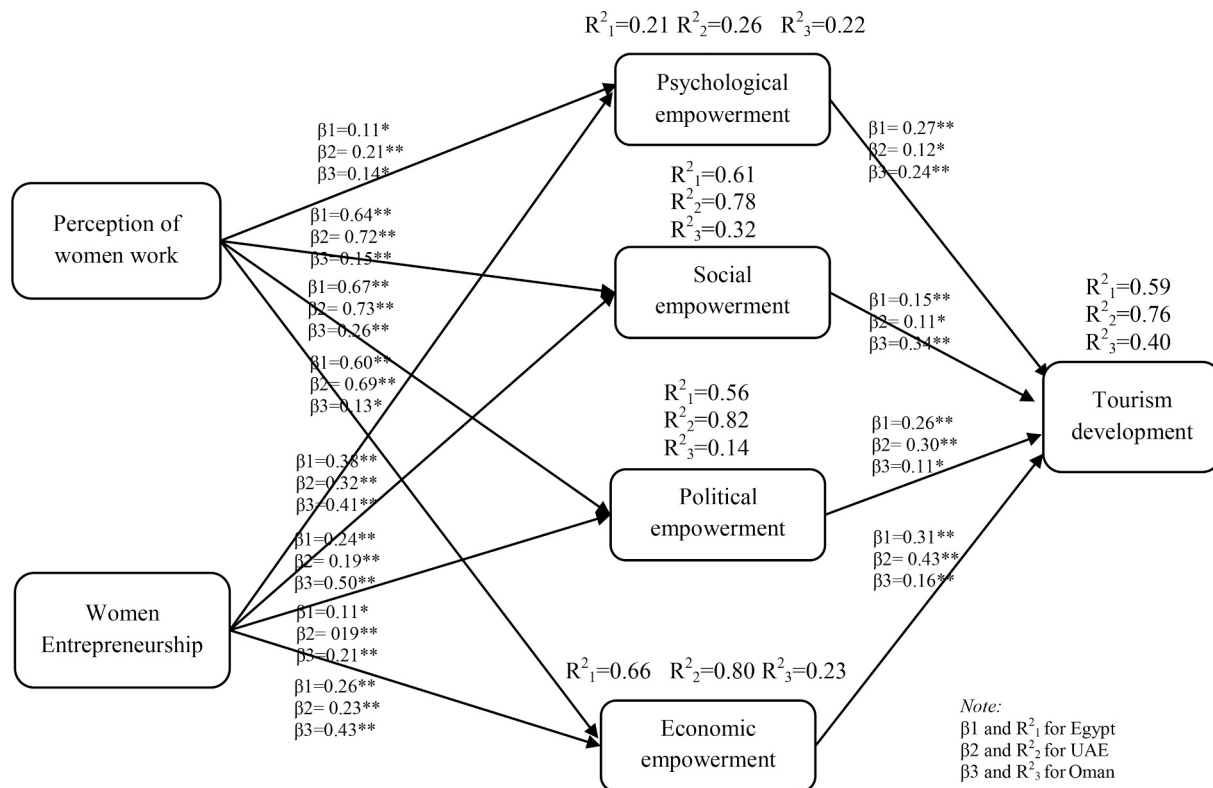 R²₁=0.21 R²₂=0.26 R²₃=0.22
Psychological
empowerment
β1=0.11*
β2= 0.21**
β3=0.14*
β1= 0.27**
β2= 0.12*
β3=0.24**
R²₁=0.61
R²₂=0.78
R²₃=0.32
Perception of
women work
β1=0.64**
β2= 0.72**
β3=0.15**
Social
empowerment
β1=0.67**
β2=0.73**
β3=0.26**
β1=0.15**
β2= 0.11*
β3=0.34**
R²₁=0.59
R²₂=0.76
R²₃=0.40
β1=0.60**
β2= 0.69**
β3=0.13*
R²₁=0.56
R²₂=0.82
R²₃=0.14
Tourism
development
β1=0.26**
β2= 0.30**
β3=0.11*
β1=0.38**
β2=0.32**
β3=0.41**
Political
empowerment
β1=0.24**
β2= 0.19**
β3=0.50**
β1=0.31**
β2= 0.43**
β3=0.16**
Women
Entrepreneurship
β1=0.11*
β2= 019**
β3=0.21**
R²₁=0.66 R²₂=0.80 R²₃=0.23
β1=0.26**
β2= 0.23**
β3=0.43**
Economic
empowerment
Note:
β1 and R²₁ for Egypt
β2 and R²₂ for UAE
β3 and R²₃ for Oman